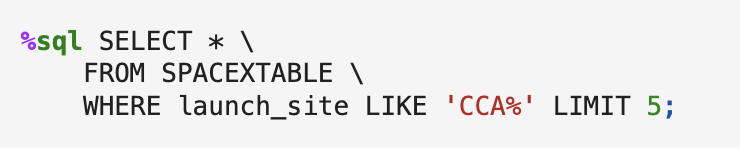 %sql SELECT * \
FROM SPACEXTABLE \
WHERE launch_site LIKE 'CCA%' LIMIT 5;